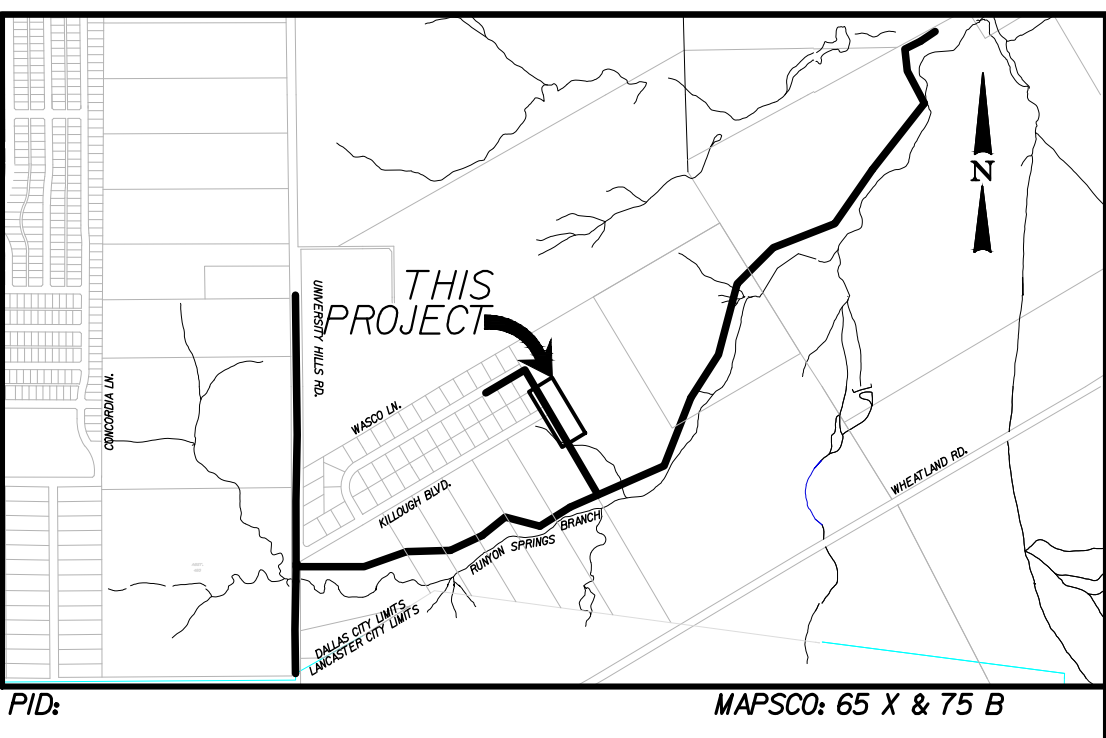 N
THIS
PROJECT
UNIVERSITY HILLS RD.
CONCORDIA LN.
WASCO LN.
KILLOUGH BLVD.
WHEATLAND RD.
RUNYON SPRINGS BRANCH
DALLAS CITY LIMITS
LANCASTER CITY LIMITS
PID:
MAPSCO: 65 X & 75 B